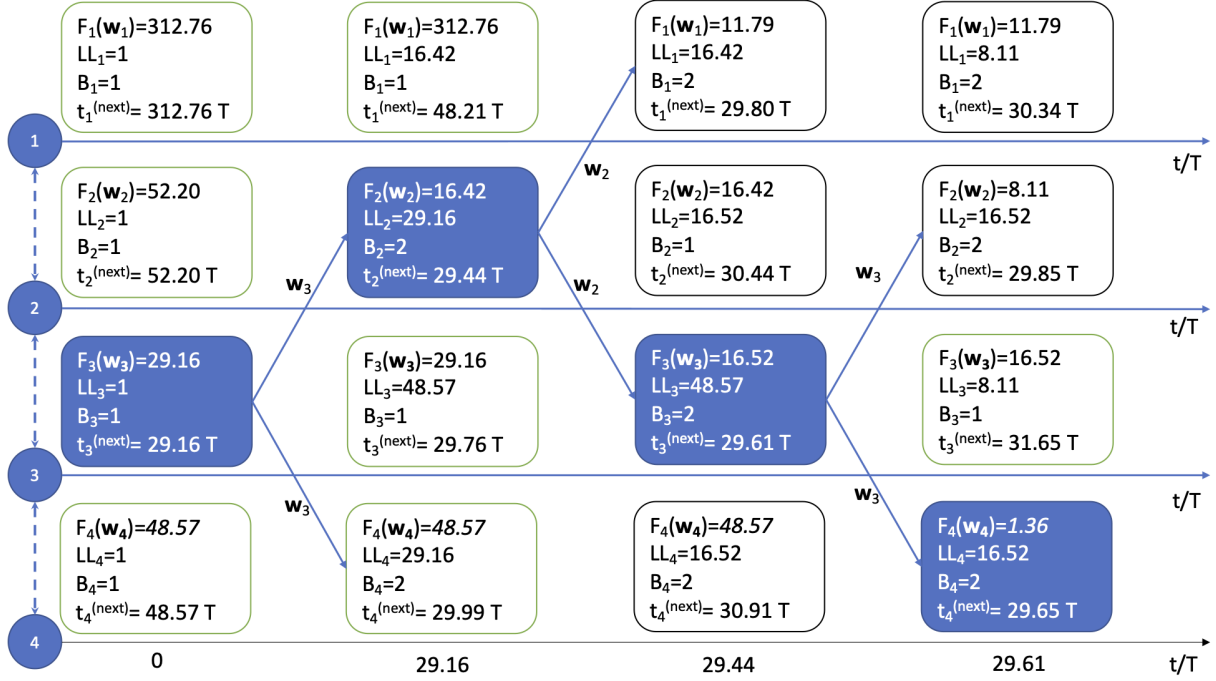 F₁(w₁)=312.76
LL₁=1
B₁=1
t₁⁽ⁿᵉˣᵗ⁾= 312.76 T
F₁(w₁)=312.76
LL₁=16.42
B₁=1
t₁⁽ⁿᵉˣᵗ⁾= 48.21 T
F₁(w₁)=11.79
LL₁=16.42
B₁=2
t₁⁽ⁿᵉˣᵗ⁾= 29.80 T
F₁(w₁)=11.79
LL₁=8.11
B₁=2
t₁⁽ⁿᵉˣᵗ⁾= 30.34 T
1
t/T
w₂
F₂(w₂)=52.20
LL₂=1
B₂=1
t₂⁽ⁿᵉˣᵗ⁾= 52.20 T
F₂(w₂)=16.42
LL₂=29.16
B₂=2
t₂⁽ⁿᵉˣᵗ⁾= 29.44 T
F₂(w₂)=16.42
LL₂=16.52
B₂=1
t₂⁽ⁿᵉˣᵗ⁾= 30.44 T
F₂(w₂)=8.11
LL₂=16.52
B₂=2
t₂⁽ⁿᵉˣᵗ⁾= 29.85 T
w₃
w₂
w₃
2
t/T
F₃(w₃)=29.16
LL₃=1
B₃=1
t₃⁽ⁿᵉˣᵗ⁾= 29.16 T
F₃(w₃)=29.16
LL₃=48.57
B₃=1
t₃⁽ⁿᵉˣᵗ⁾= 29.76 T
F₃(w₃)=16.52
LL₃=48.57
B₃=2
t₃⁽ⁿᵉˣᵗ⁾= 29.61 T
F₃(w₃)=16.52
LL₃=8.11
B₃=1
t₃⁽ⁿᵉˣᵗ⁾= 31.65 T
3
t/T
w₃
w₃
F₄(w₄)=48.57
LL₄=1
B₄=1
t₄⁽ⁿᵉˣᵗ⁾= 48.57 T
F₄(w₄)=48.57
LL₄=29.16
B₄=2
t₄⁽ⁿᵉˣᵗ⁾= 29.99 T
F₄(w₄)=48.57
LL₄=16.52
B₄=2
t₄⁽ⁿᵉˣᵗ⁾= 30.91 T
F₄(w₄)=1.36
LL₄=16.52
B₄=2
t₄⁽ⁿᵉˣᵗ⁾= 29.65 T
4
0
29.16
29.44
29.61
t/T